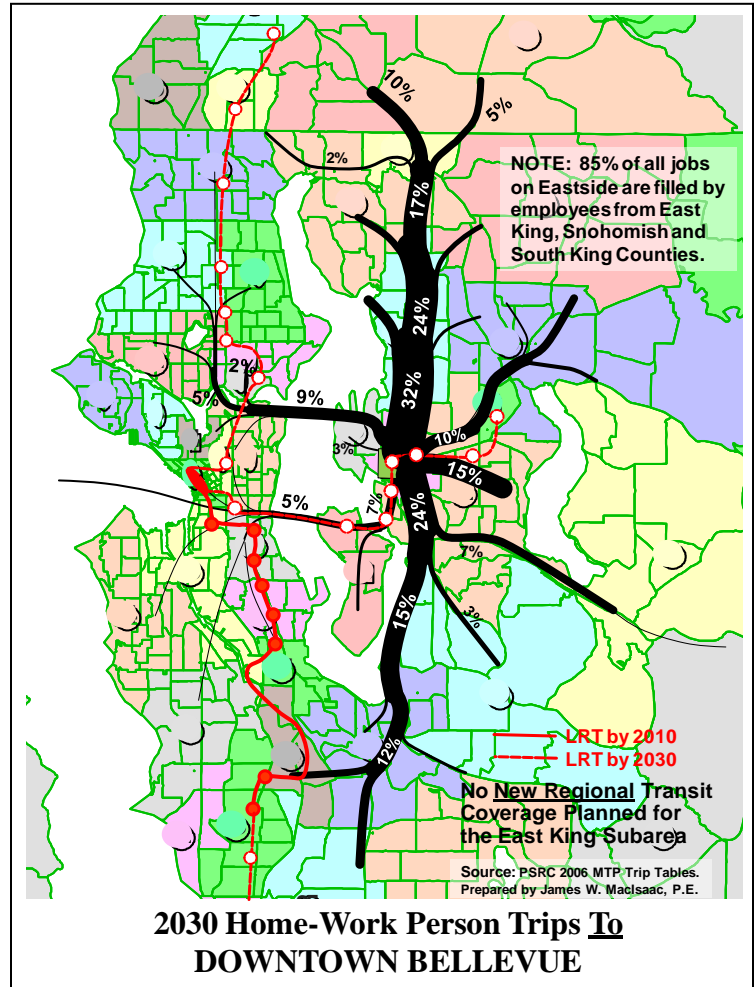 10%
5%
2%
NOTE: 85% of all jobs
on Eastside are filled by
employees from East
King, Snohomish and
South King Counties.
17%
24%
2%
32%
5%
9%
10%
3%
15%
5%
7%
24%
7%
15%
3%
12%
LRT by 2010
LRT by 2030
No New Regional Transit
Coverage Planned for
the East King Subarea
Source: PSRC 2006 MTP Trip Tables.
Prepared by James W. MacIsaac, P.E.
2030 Home-Work Person Trips To
DOWNTOWN BELLEVUE